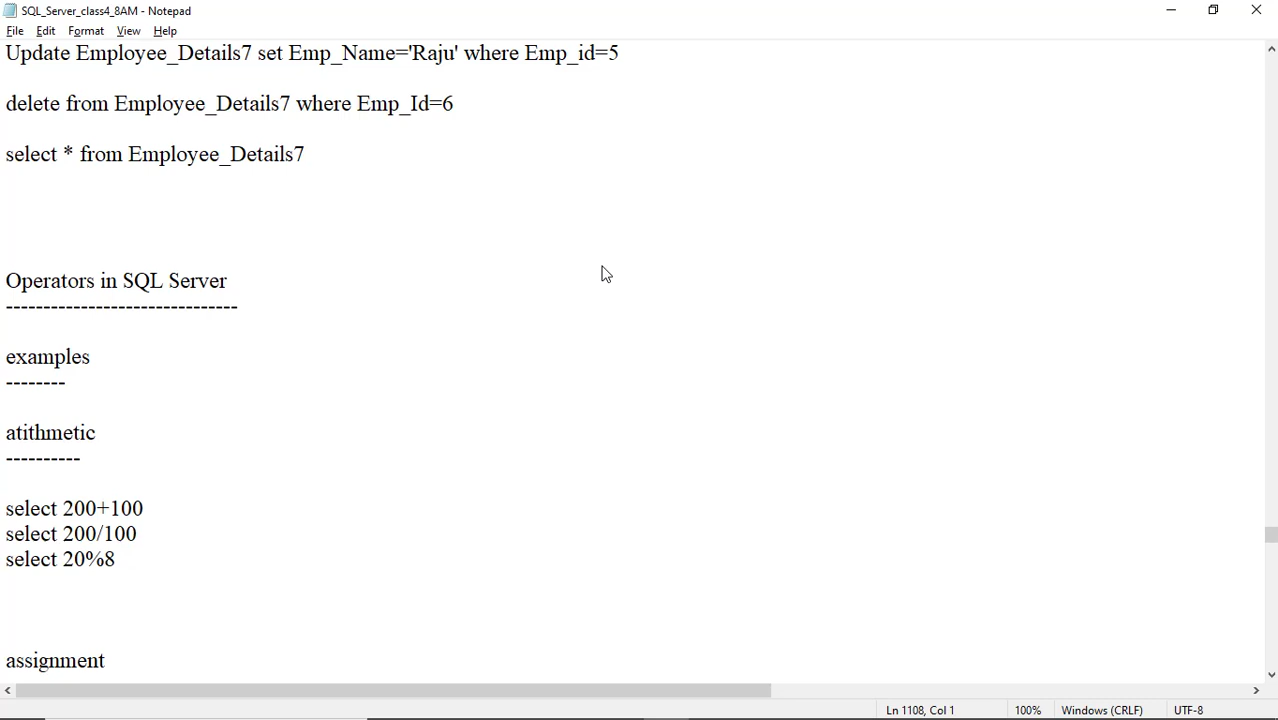 SQL_Server_class4_8AM - Notepad
File Edit Format View Help
Update Employee_Details7 set Emp_Name='Raju' where Emp_id=5
delete from Employee_Details7 where Emp_Id=6
select * from Employee_Details7
Operators in SQL Server
-------------------------------
examples
--------
atithmetic
----------
select 200+100
select 200/100
select 20%8
assignment
Ln 1108, Col 1 100% Windows (CRLF) UTF-8